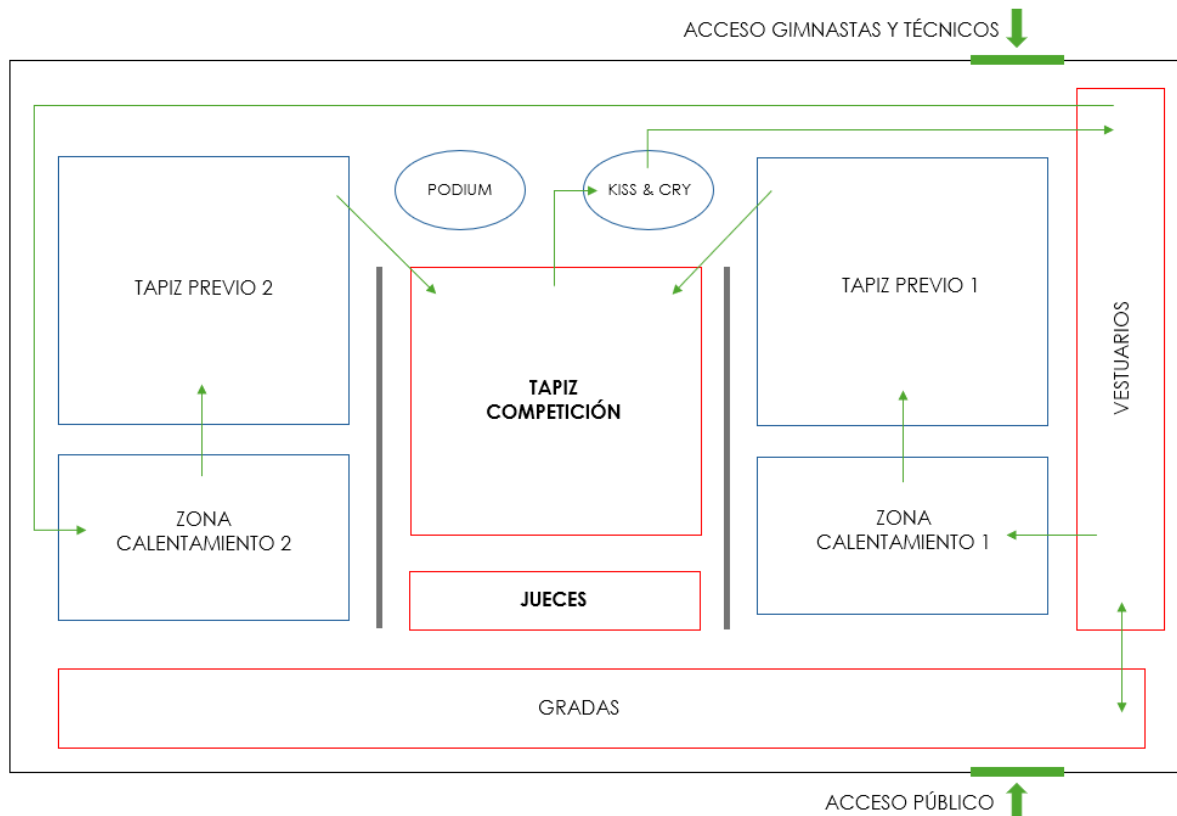 ACCESO GIMNASTAS Y TÉCNICOS
PODIUM
KISS & CRY
TAPIZ PREVIO 2
TAPIZ PREVIO 1
VESTUARIOS
TAPIZ
COMPETICIÓN
ZONA
CALENTAMIENTO 2
ZONA
CALENTAMIENTO 1
JUECES
GRADAS
ACCESO PÚBLICO